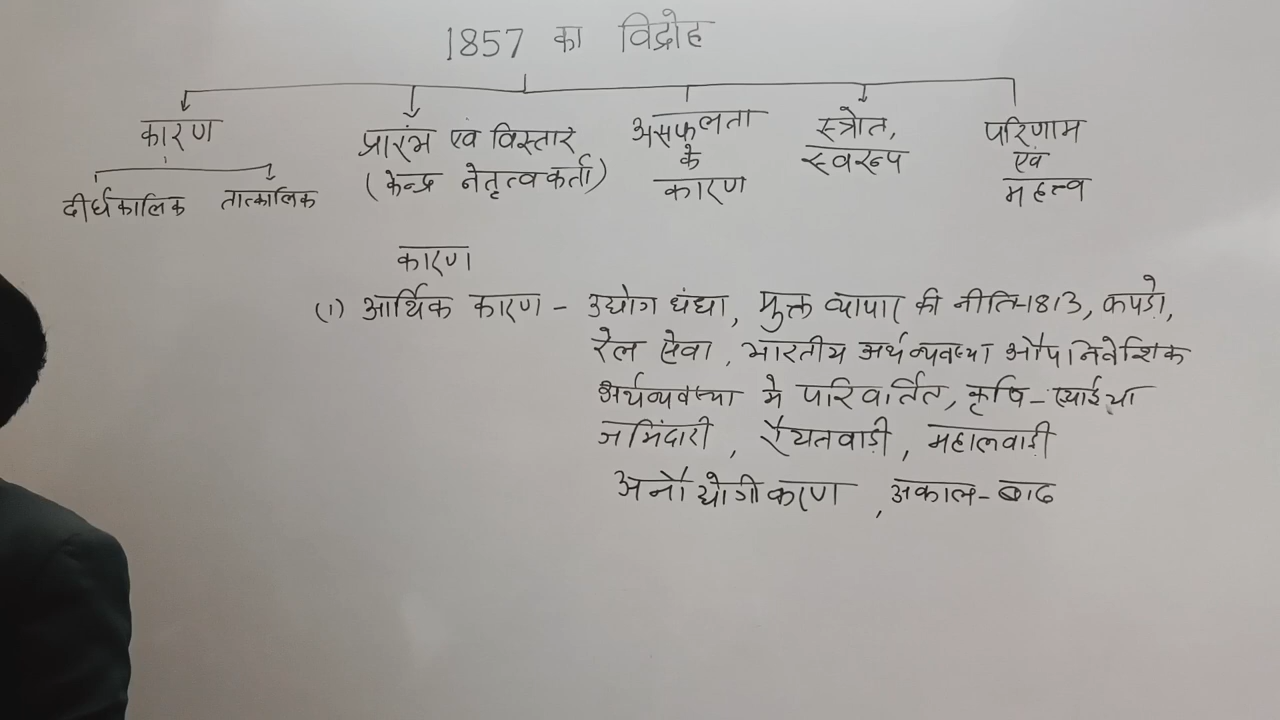 1857 का विद्रोह
कारण
दीर्घकालिक तात्कालिक
प्रारंभ एवं विस्तार
(केन्द्र नेतृत्वकर्ता)
असफलता
के
कारण
स्त्रोत,
स्वरूप
परिणाम
एवं
महत्व
कारण
(1) आर्थिक कारण - उद्योग धंधा, मुक्त व्यापार की नीति-1813, कपड़ो,
रेल सेवा, भारतीय अर्थव्यवस्था औपनिवेशिक
अर्थव्यवस्था मे परिवर्तित, कृषि - स्थाई या
जमिंदारी, रैयतवाड़ी, महालवाड़ी
अनौद्योगीकरण, अकाल-बाढ